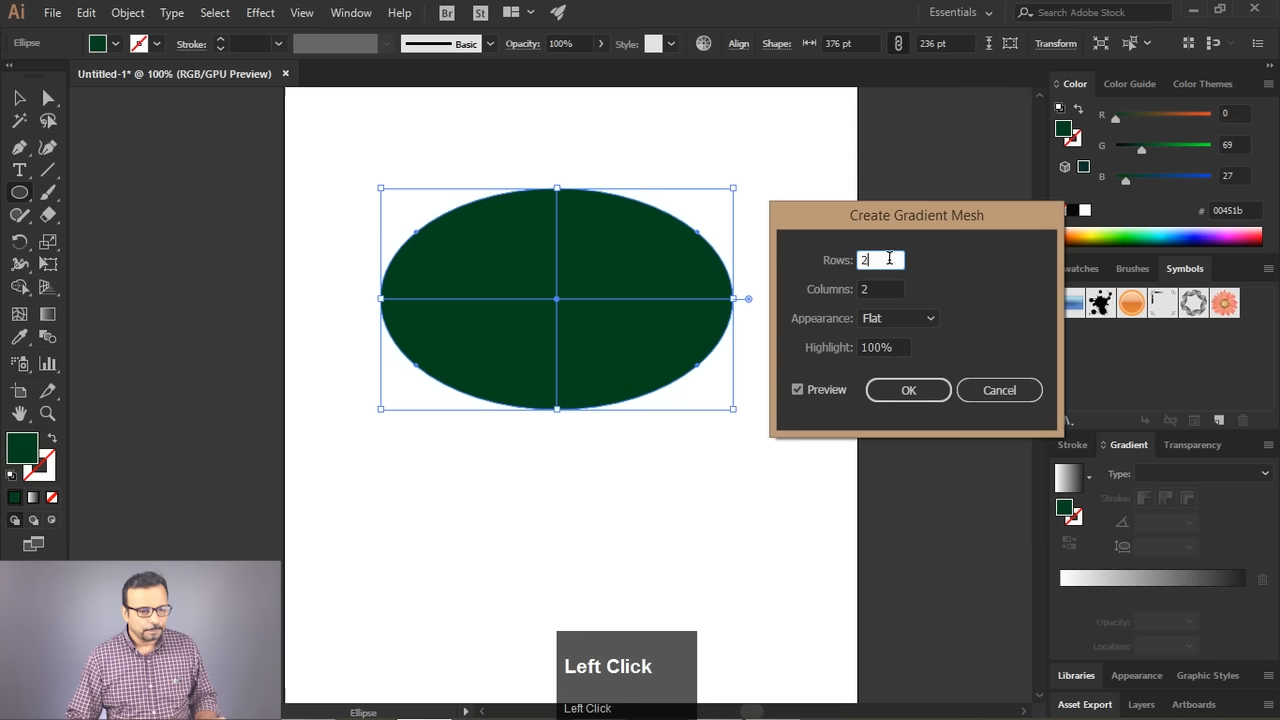 Ai File Edit Object Type Select Effect View Window Help Br St Essentials Search Adobe Stock
Ellipse Stroke: Basic Opacity: 100% Style: Align Shape: 376 pt 236 pt Transform
Untitled-1* @ 100% (RGB/GPU Preview) ×
Color Color Guide Color Themes
R 0
G 69
B 27
# 00451b
Create Gradient Mesh
Rows: 2
Columns: 2
Appearance: Flat
Highlight: 100%
Preview OK Cancel
watches Brushes Symbols
Stroke Gradient Transparency
Type:
Stroke:
Opacity:
Location:
Libraries Appearance Graphic Styles
Asset Export Layers Artboards
Left Click
Left Click
Ellipse